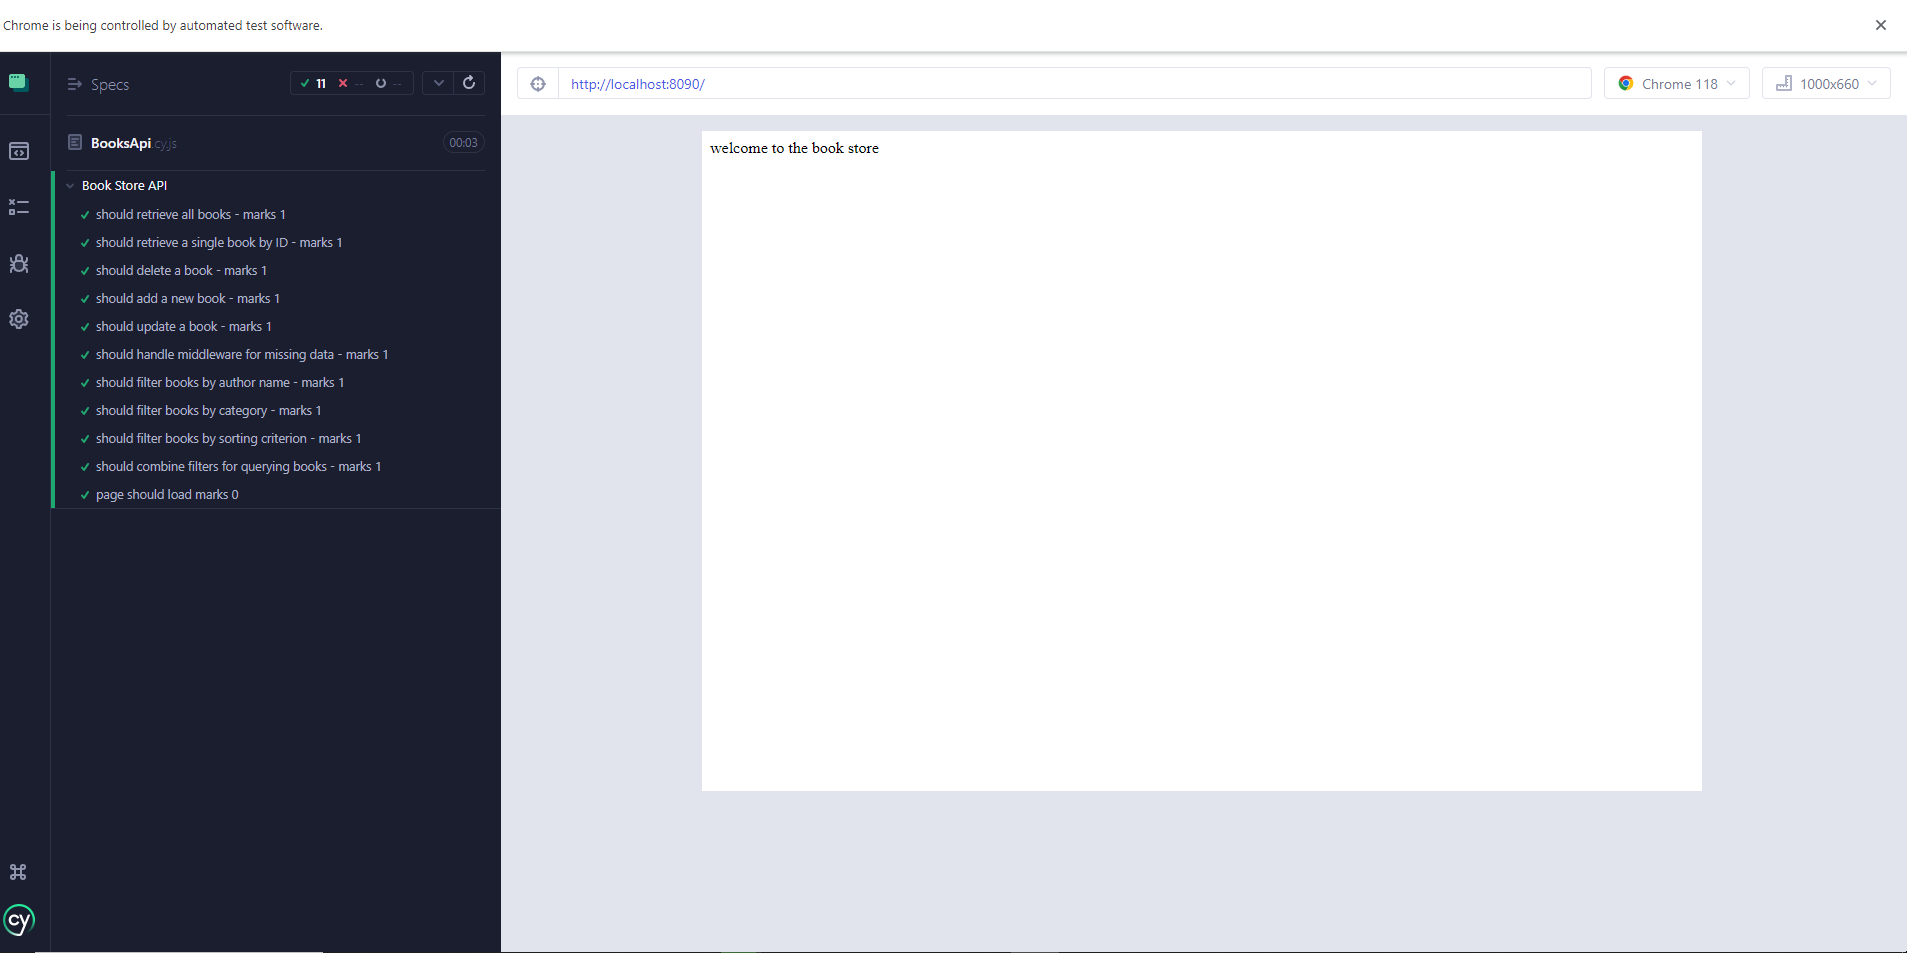 Chrome is being controlled by automated test software.
Specs
11 -- --
http://localhost:8090/
Chrome 118
1000x660
BooksApi.cy.js
00:03
Book Store API
should retrieve all books - marks 1
should retrieve a single book by ID - marks 1
should delete a book - marks 1
should add a new book - marks 1
should update a book - marks 1
should handle middleware for missing data - marks 1
should filter books by author name - marks 1
should filter books by category - marks 1
should filter books by sorting criterion - marks 1
should combine filters for querying books - marks 1
page should load marks 0
cy
welcome to the book store